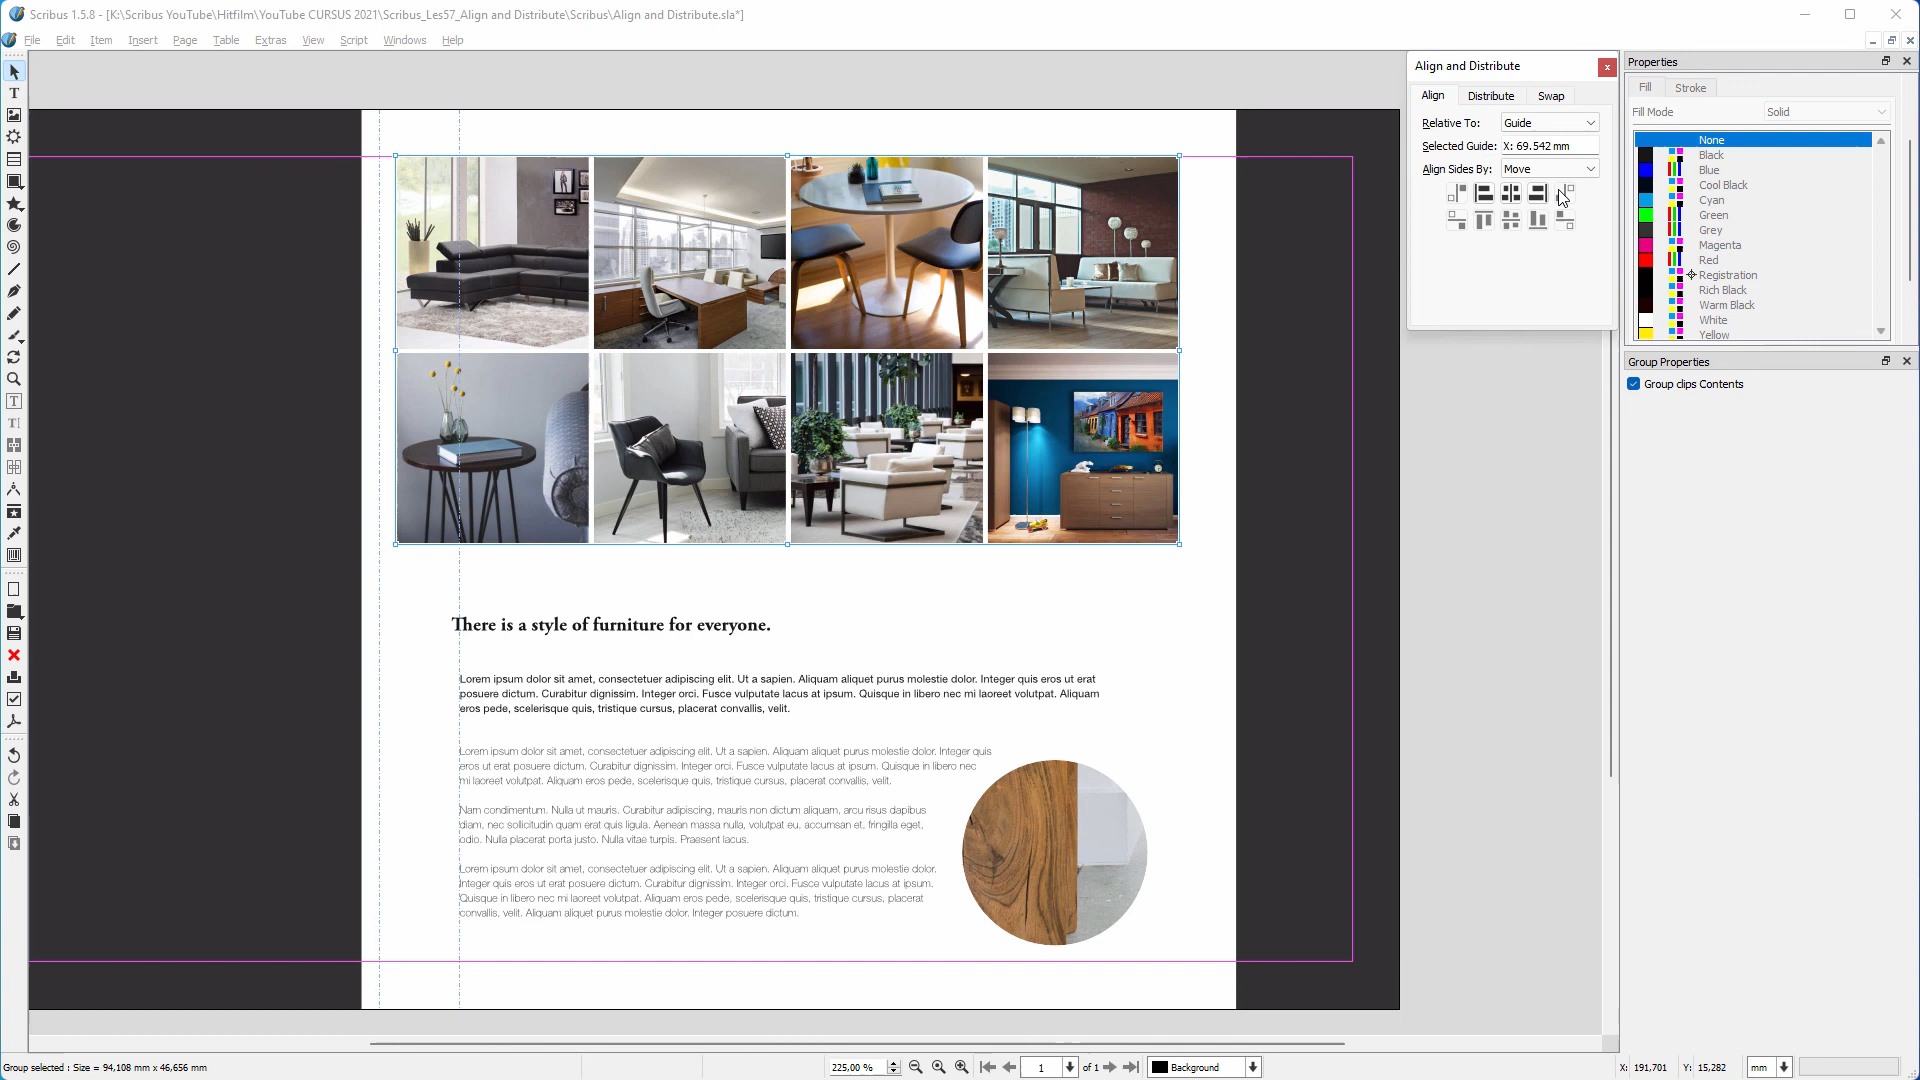 Scribus 1.5.8 - [K:\Scribus YouTube\Hitfilm\YouTube CURSUS 2021\Scribus_Les57_Align and Distribute\Scribus\Align and Distribute.sla*]
File Edit Item Insert Page Table Extras View Script Windows Help
Align and Distribute
Align Distribute Swap
Relative To: Guide
Selected Guide: X: 69.542 mm
Align Sides By: Move
Properties
Fill Stroke
Fill Mode Solid
None
Black
Blue
Cool Black
Cyan
Green
Grey
Magenta
Red
Registration
Rich Black
Warm Black
White
Yellow
Group Properties
Group clips Contents
There is a style of furniture for everyone.
Lorem ipsum dolor sit amet, consectetuer adipiscing elit. Ut a sapien. Aliquam aliquet purus molestie dolor. Integer quis eros ut erat
posuere dictum. Curabitur dignissim. Integer orci. Fusce vulputate lacus at ipsum. Quisque in libero nec mi laoreet volutpat. Aliquam
eros pede, scelerisque quis, tristique cursus, placerat convallis, velit.
Lorem ipsum dolor sit amet, consectetuer adipiscing elit. Ut a sapien. Aliquam aliquet purus molestie dolor. Integer quis
eros ut erat posuere dictum. Curabitur dignissim. Integer orci. Fusce vulputate lacus at ipsum. Quisque in libero nec
mi laoreet volutpat. Aliquam eros pede, scelerisque quis, tristique cursus, placerat convallis, velit.
Nam condimentum. Nulla ut mauris. Curabitur adipiscing, mauris non dictum aliquam, arcu risus dapibus
diam, nec sollicitudin quam erat quis ligula. Aenean massa nulla, volutpat eu, accumsan et, fringilla eget,
odio. Nulla placerat porta justo. Nulla vitae turpis. Praesent lacus.
Lorem ipsum dolor sit amet, consectetuer adipiscing elit. Ut a sapien. Aliquam aliquet purus molestie dolor.
Integer quis eros ut erat posuere dictum. Curabitur dignissim. Integer orci. Fusce vulputate lacus at ipsum.
Quisque in libero nec mi laoreet volutpat. Aliquam eros pede, scelerisque quis, tristique cursus, placerat
convallis, velit. Aliquam aliquet purus molestie dolor. Integer posuere dictum.
Group selected : Size = 94,108 mm x 46,656 mm
225,00 % 1 of 1 Background X: 191,701 Y: 15,282 mm